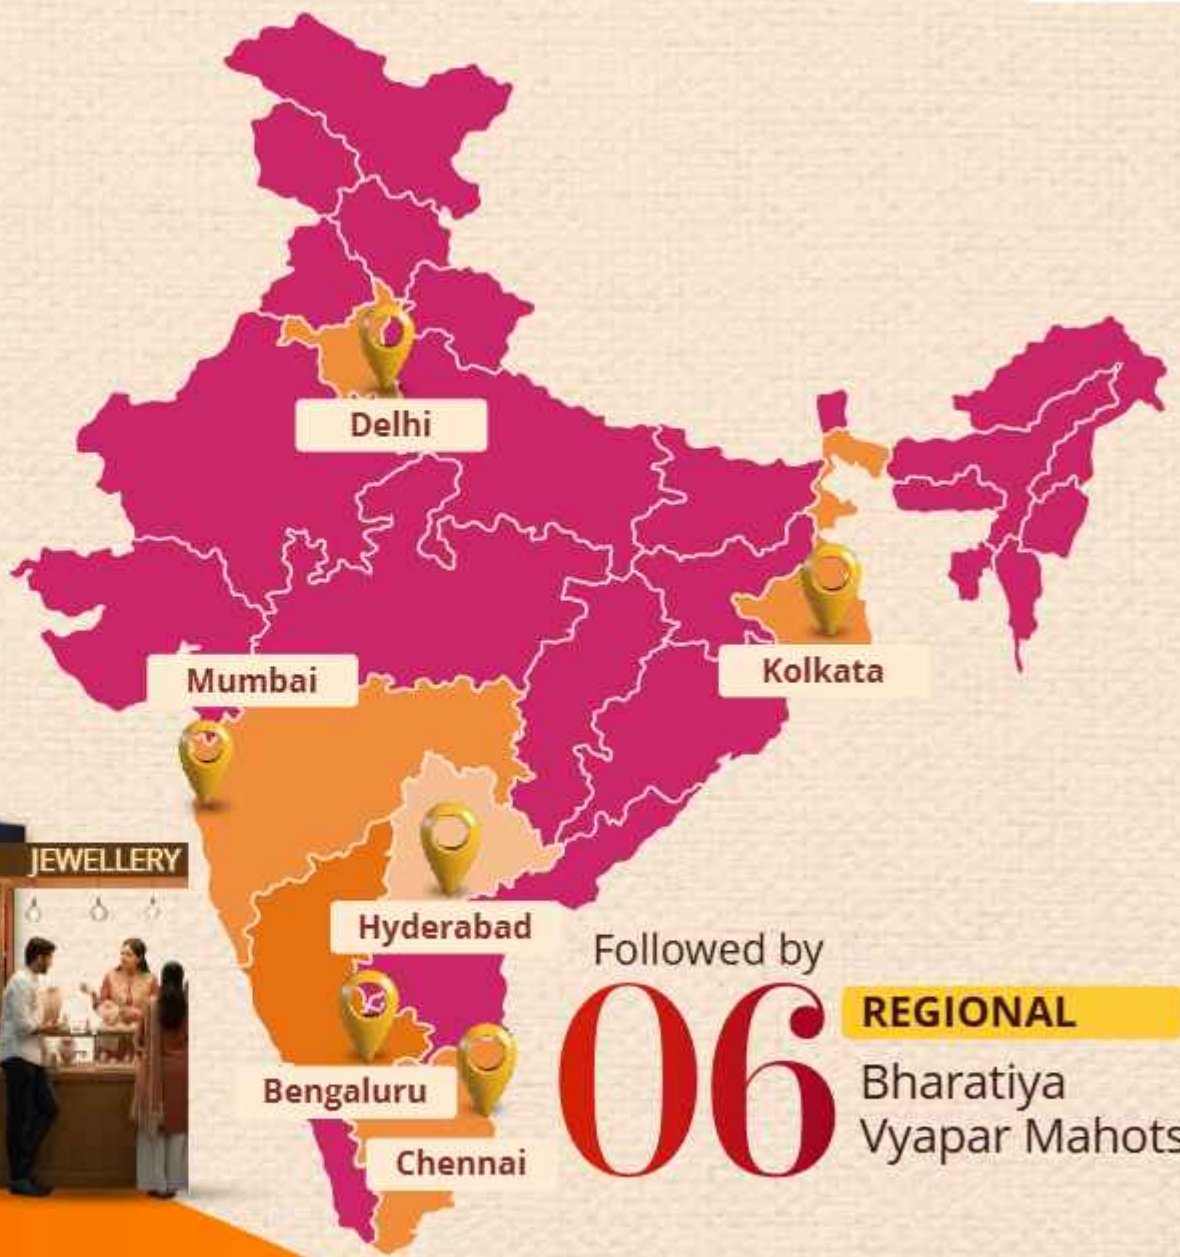 Delhi
Kolkata
Mumbai
JEWELLERY
Hyderabad
Followed by
06
REGIONAL
Bharatiya
Vyapar Mahots
Bengaluru
Chennai